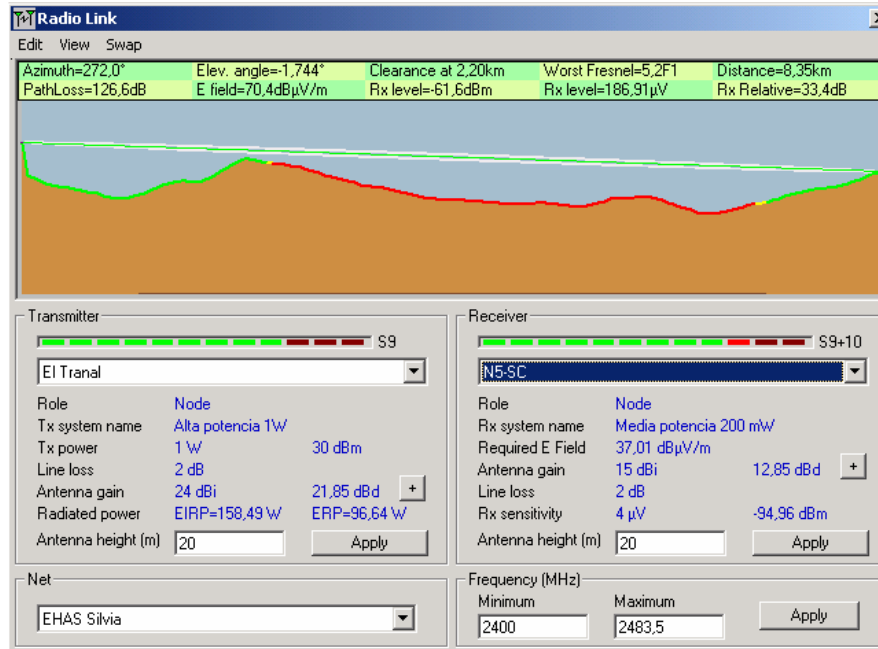 Radio Link
Edit View Swap
Azimuth=272,0° Elev. angle=-1,744° Clearance at 2,20km Worst Fresnel=5,2F1 Distance=8,35km
PathLoss=126,6dB E field=70,4dBµV/m Rx level=-61,6dBm Rx level=186,91µV Rx Relative=33,4dB
Transmitter
S9
El Tranal
Role Node
Tx system name Alta potencia 1W
Tx power 1 W 30 dBm
Line loss 2 dB
Antenna gain 24 dBi 21,85 dBd +
Radiated power EIRP=158,49 W ERP=96,64 W
Antenna height (m) 20 Apply
Receiver
S9+10
N5-SC
Role Node
Rx system name Media potencia 200 mW
Required E Field 37,01 dBµV/m
Antenna gain 15 dBi 12,85 dBd +
Line loss 2 dB
Rx sensitivity 4 µV -94,96 dBm
Antenna height (m) 20 Apply
Net
EHAS Silvia
Frequency (MHz)
Minimum Maximum
2400 2483,5 Apply